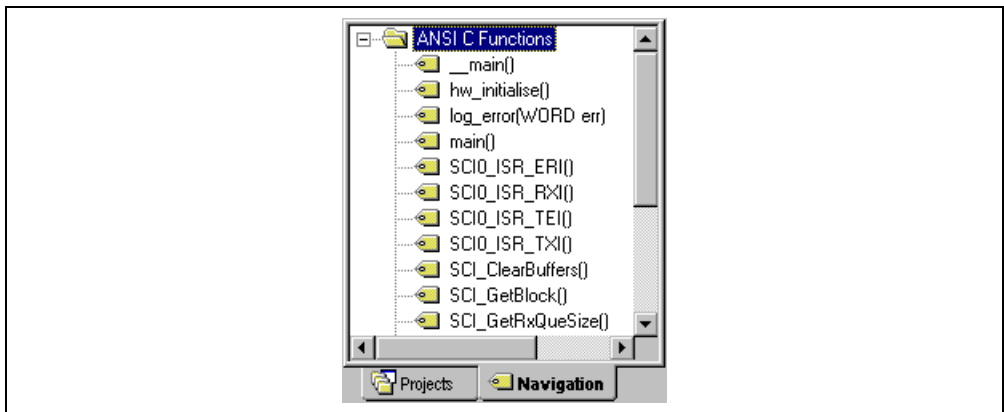 ANSI C Functions
__main()
hw_initialise()
log_error(WORD err)
main()
SCI0_ISR_ERI()
SCI0_ISR_RXI()
SCI0_ISR_TEI()
SCI0_ISR_TXI()
SCI_ClearBuffers()
SCI_GetBlock()
SCI_GetRxQueSize()
Projects Navigation